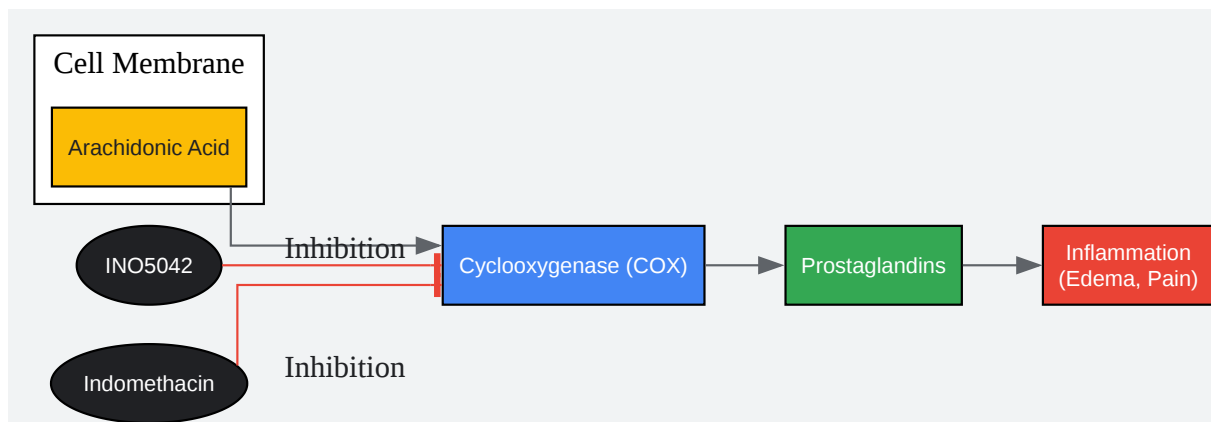 Cell Membrane
Arachidonic Acid
INO5042
Inhibition
Cyclooxygenase (COX)
Prostaglandins
Inflammation
(Edema, Pain)
Indomethacin
Inhibition